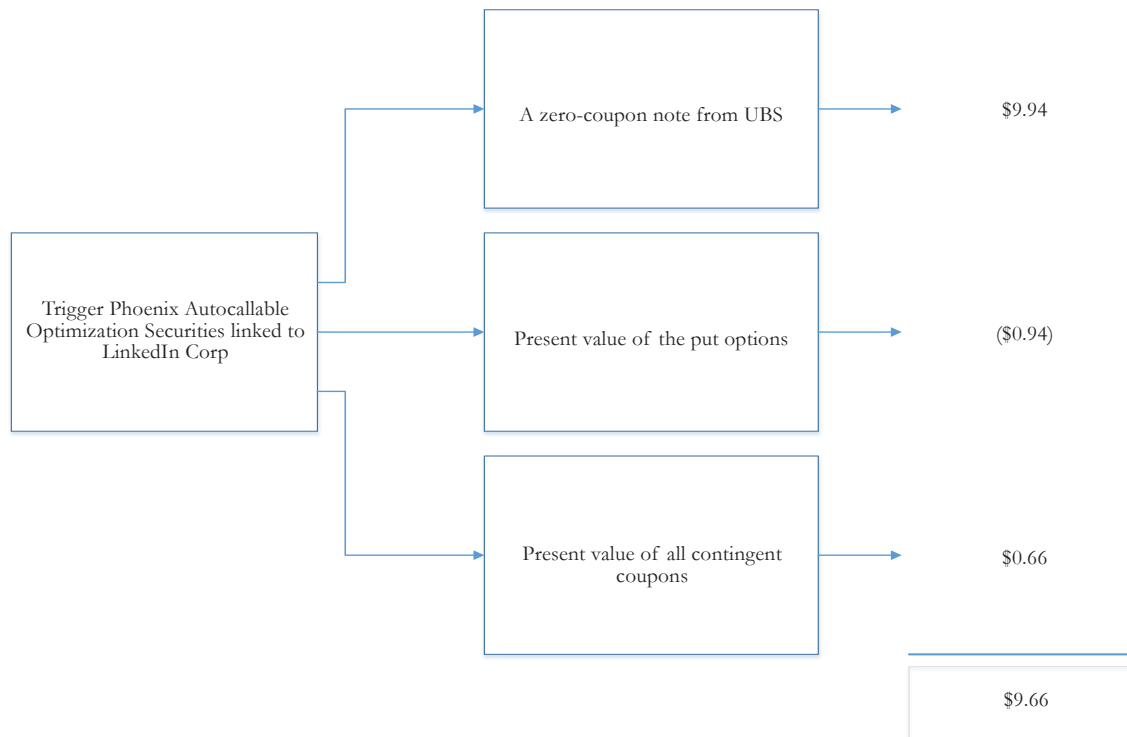 A zero-coupon note from UBS
$9.94
Trigger Phoenix Autocallable
Optimization Securities linked to
LinkedIn Corp
Present value of the put options
($0.94)
Present value of all contingent
coupons
$0.66
$9.66